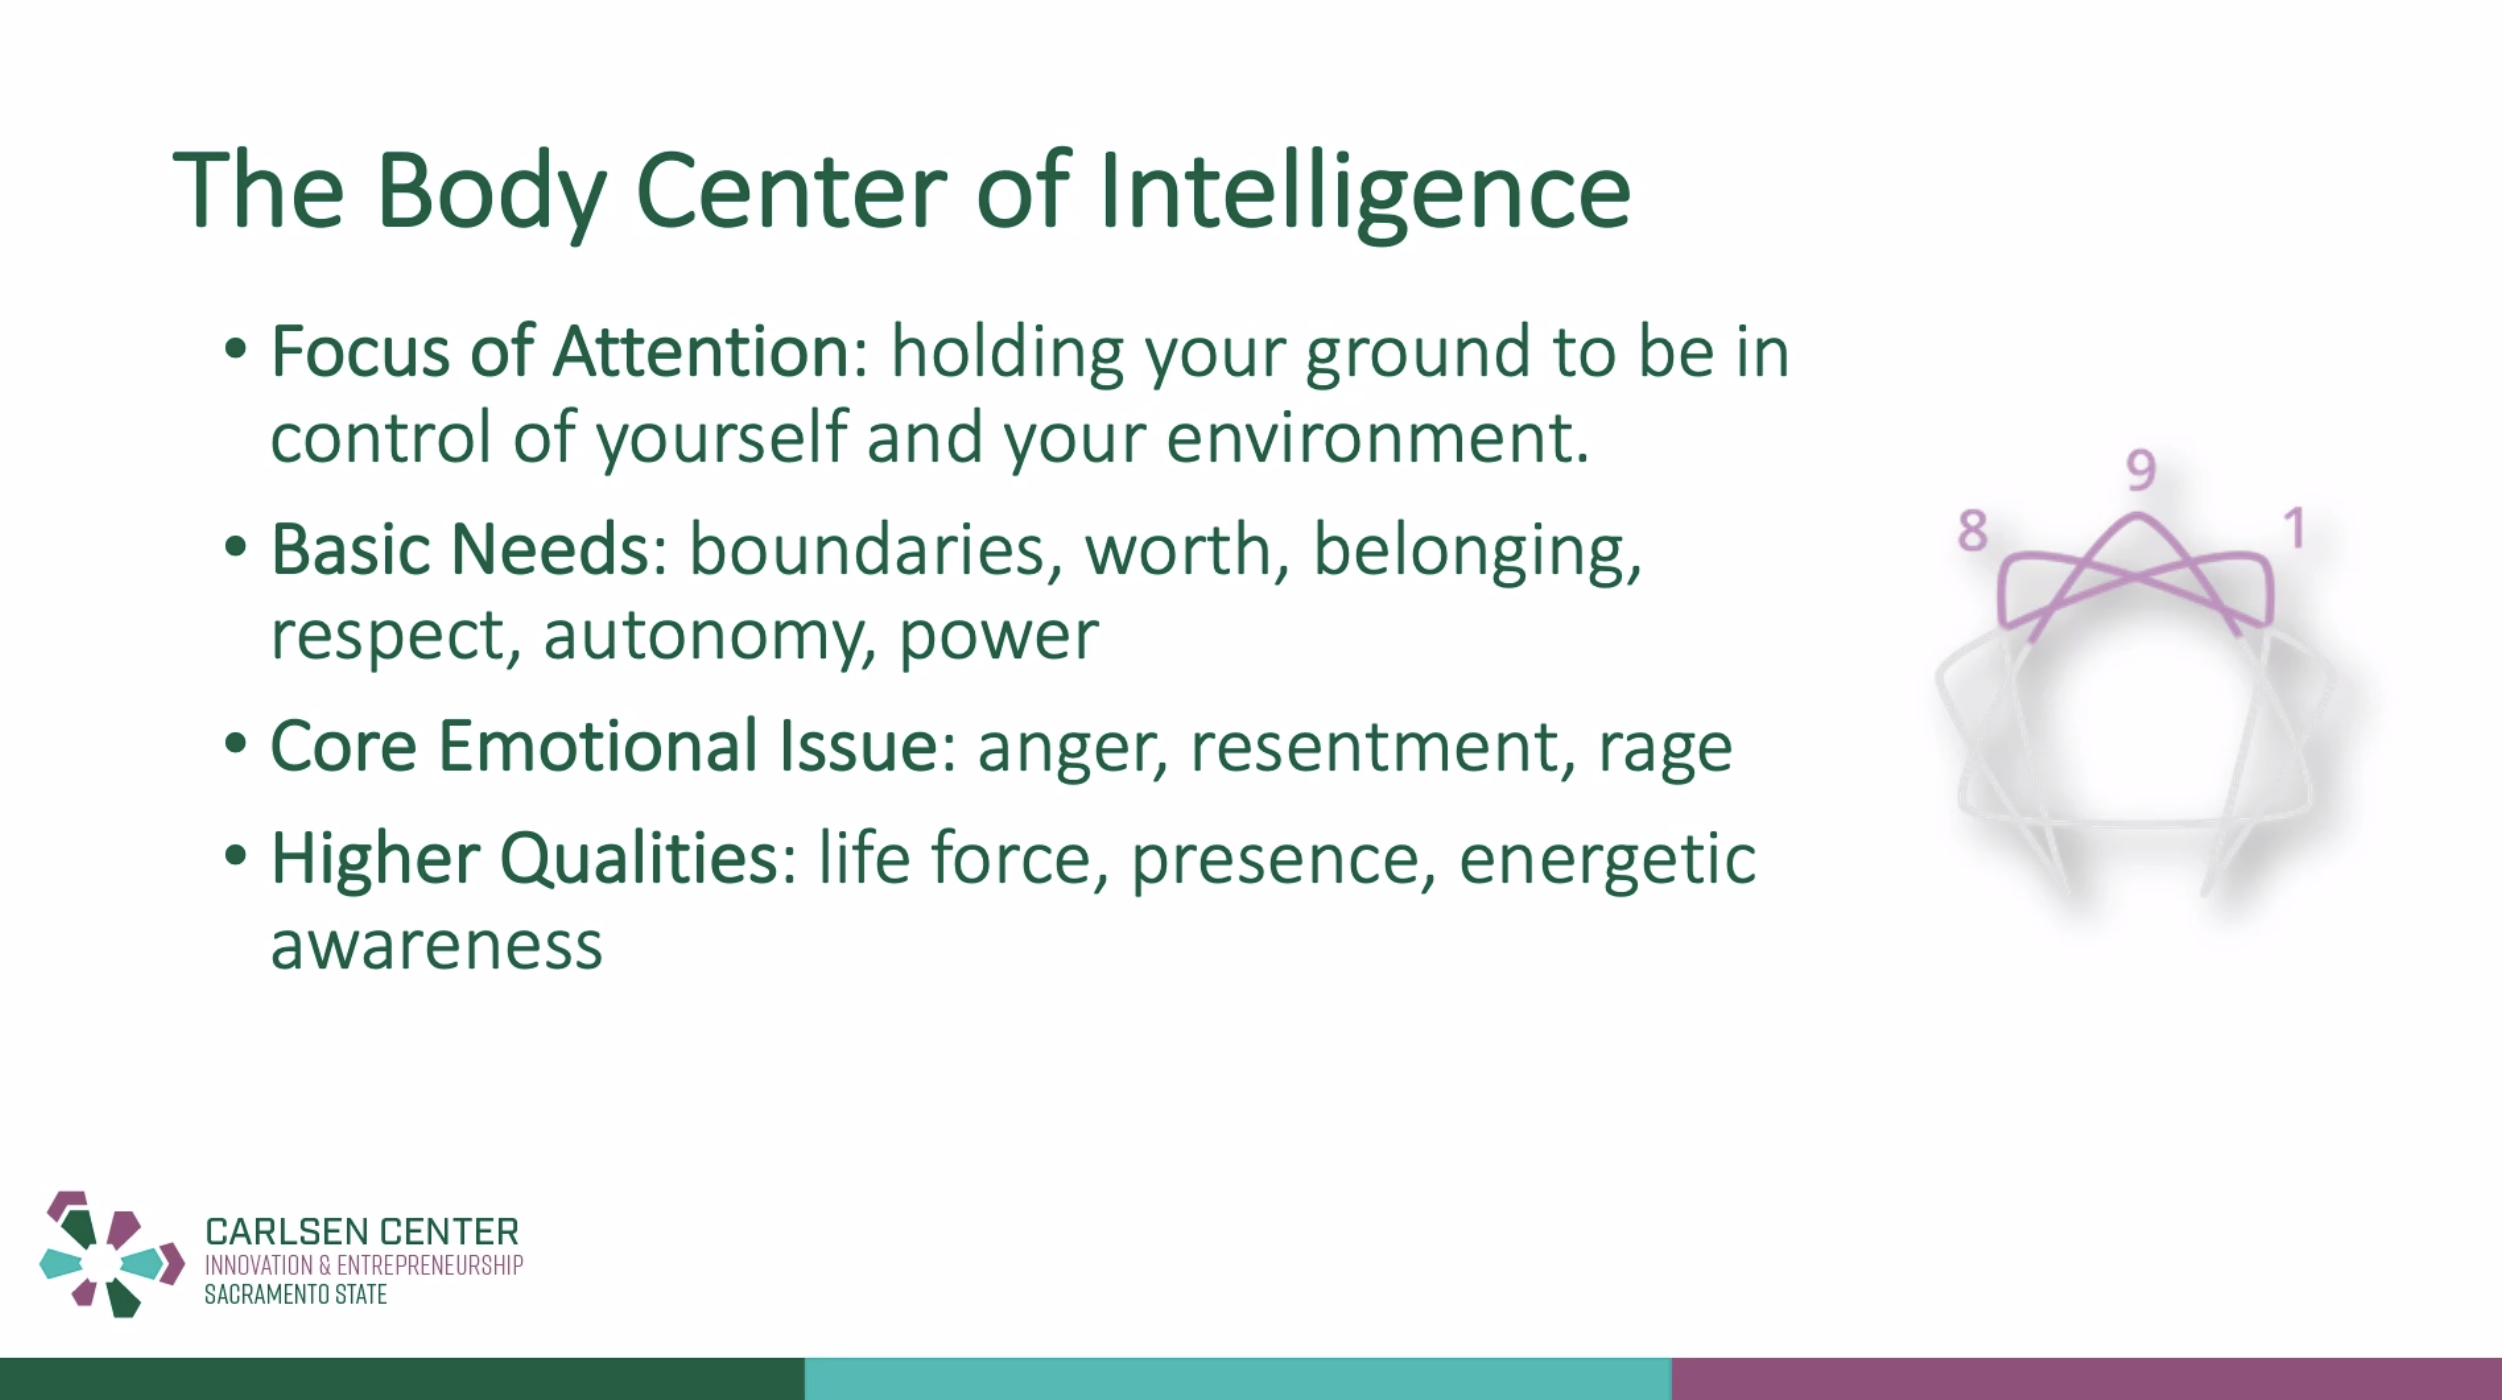 The Body Center of Intelligence
• Focus of Attention: holding your ground to be in
control of yourself and your environment.
• Basic Needs: boundaries, worth, belonging,
respect, autonomy, power
• Core Emotional Issue: anger, resentment, rage
• Higher Qualities: life force, presence, energetic
awareness
9
8
1
CARLSEN CENTER
INNOVATION & ENTREPRENEURSHIP
SACRAMENTO STATE